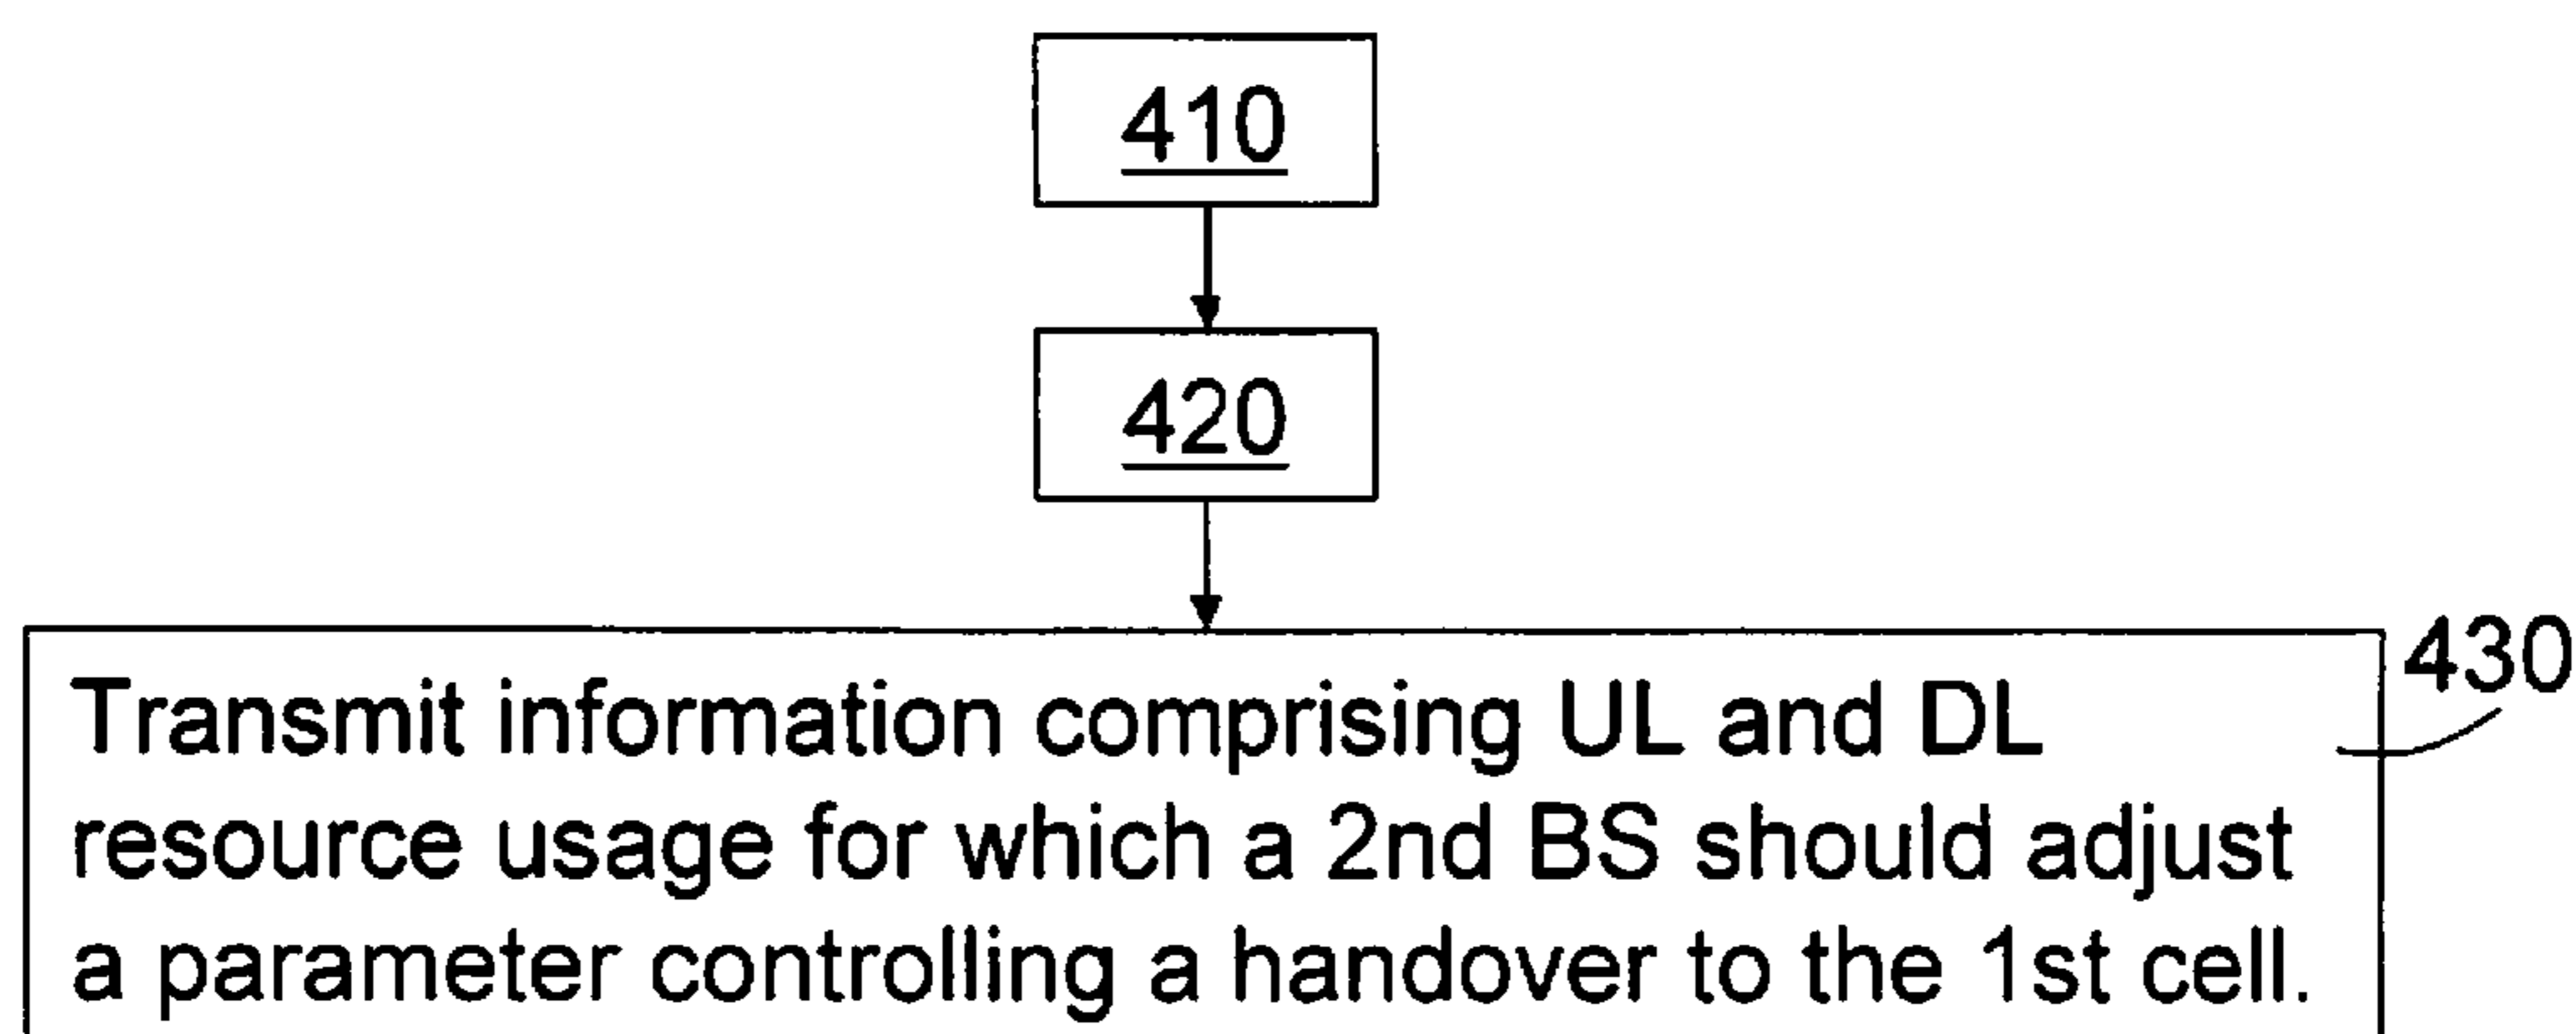 410
420
430
Transmit information comprising UL and DL
resource usage for which a 2nd BS should adjust
a parameter controlling a handover to the 1st cell.